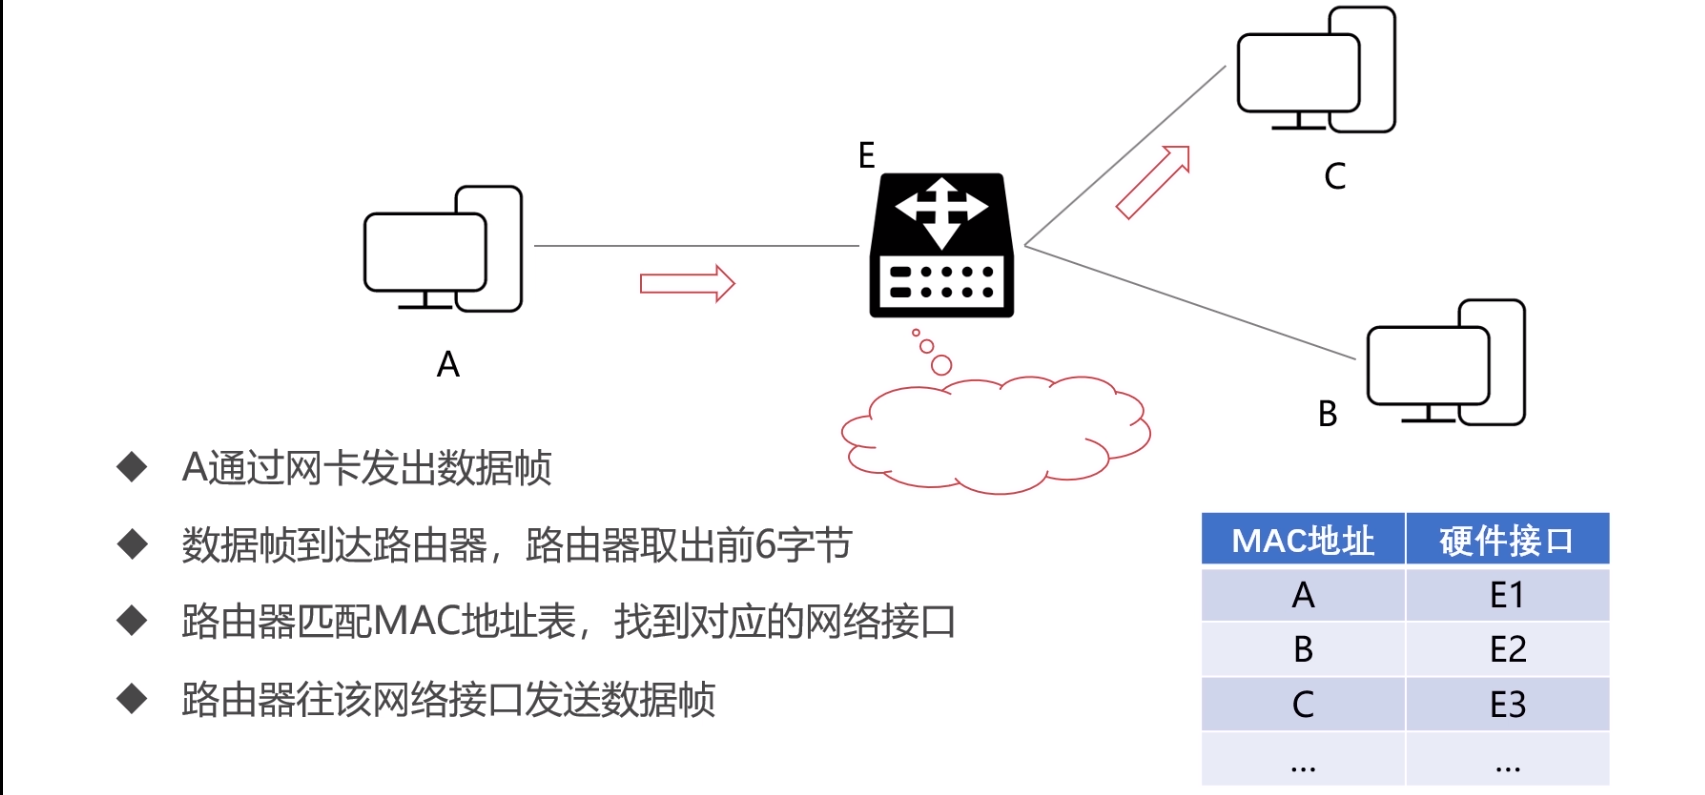 E
C
A
B
A通过网卡发出数据帧
数据帧到达路由器，路由器取出前6字节
路由器匹配MAC地址表，找到对应的网络接口
路由器往该网络接口发送数据帧
MAC地址 硬件接口
A E1
B E2
C E3
... ...